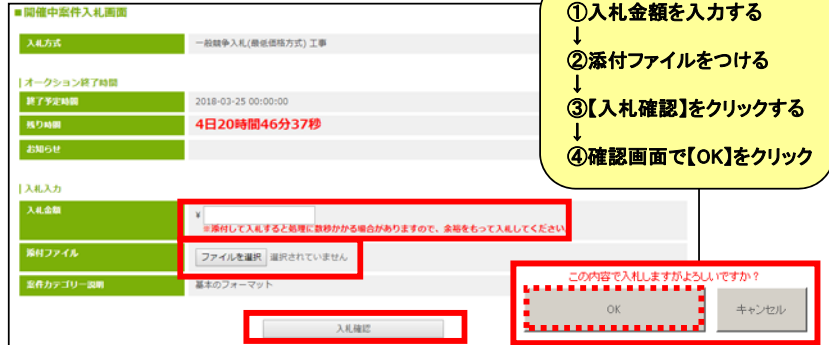 ■開催中案件入札画面
入札方式
一般競争入札(最低価格方式) 工事
オークション終了時間
終了予定時間
2018-03-25 00:00:00
残り時間
4日20時間46分37秒
お知らせ
入札入力
入札金額
¥
※添付して入札すると処理に数秒かかる場合がありますので、余裕をもって入札してください
添付ファイル
ファイルを選択 選択されていません
案件カテゴリー説明
基本のフォーマット
入札確認
①入札金額を入力する
↓
②添付ファイルをつける
↓
③【入札確認】をクリックする
↓
④確認画面で【OK】をクリック
この内容で入札しますがよろしいですか?
OK
キャンセル